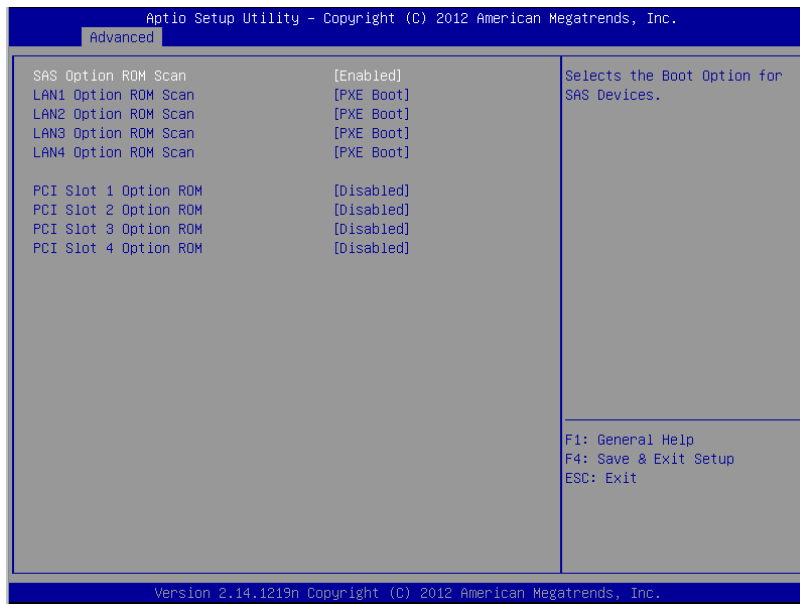 Aptio Setup Utility – Copyright (C) 2012 American Megatrends, Inc.
Advanced
SAS Option ROM Scan [Enabled]
LAN1 Option ROM Scan [PXE Boot]
LAN2 Option ROM Scan [PXE Boot]
LAN3 Option ROM Scan [PXE Boot]
LAN4 Option ROM Scan [PXE Boot]
PCI Slot 1 Option ROM [Disabled]
PCI Slot 2 Option ROM [Disabled]
PCI Slot 3 Option ROM [Disabled]
PCI Slot 4 Option ROM [Disabled]
Selects the Boot Option for
SAS Devices.
F1: General Help
F4: Save & Exit Setup
ESC: Exit
Version 2.14.1219n Copyright (C) 2012 American Megatrends, Inc.